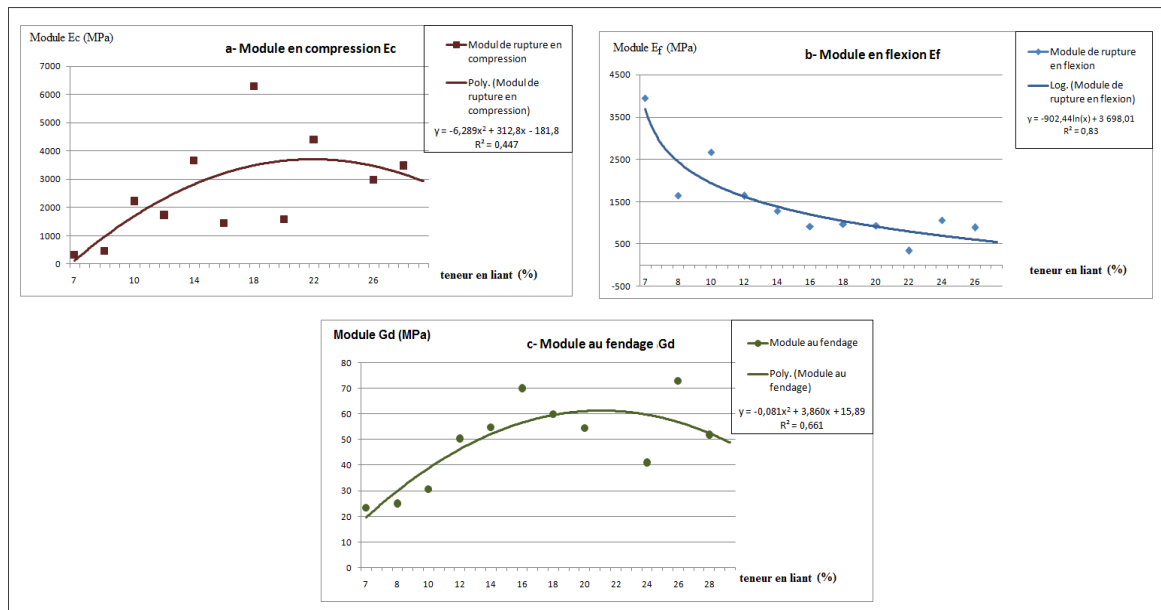 Module Ec (MPa)
a- Module en compression Ec
7000
6000
5000
4000
3000
2000
1000
0
7 10 14 18 22 26
teneur en liant (%)
Modul de rupture en
compression
Poly. (Modul de
rupture en
compression)
y = -6,289x² + 312,8x - 181,8
R² = 0,447
Module Ef (MPa)
b- Module en flexion Ef
4500
3500
2500
1500
500
-500
7 8 10 12 14 16 18 20 22 24 26
teneur en liant (%)
Module de rupture
en flexion
Log. (Module de
rupture en flexion)
y = -902,44ln(x) + 3 698,01
R² = 0,83
Module Gd (MPa)
c- Module au fendage Gd
80
70
60
50
40
30
20
10
0
7 8 10 12 14 16 18 20 24 26 28
teneur en liant (%)
Module au fendage
Poly. (Module au
fendage)
y = -0,081x² + 3,860x + 15,89
R² = 0,661